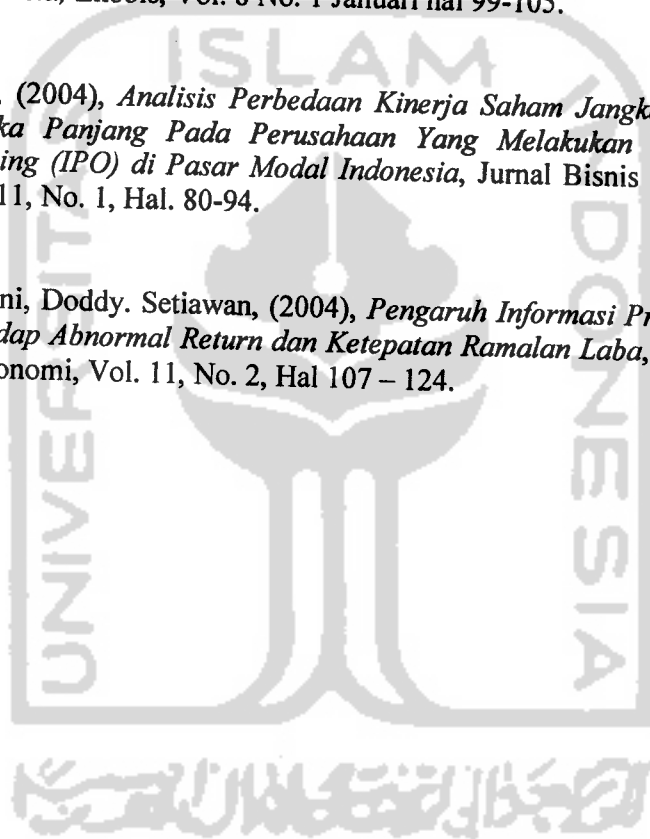 Vol. 8 No. 1 Januari hal 99-105.
ISLAM
(2004), Analisis Perbedaan Kinerja Saham Jangk
ka Panjang Pada Perusahaan Yang Melakukan
ing (IPO) di Pasar Modal Indonesia, Jurnal Bisnis
11, No. 1, Hal. 80-94.
ni, Doddy. Setiawan, (2004), Pengaruh Informasi Pr
dap Abnormal Return dan Ketepatan Ramalan Laba,
onomi, Vol. 11, No. 2, Hal 107 – 124.
UNIVERSITAS
INDONESIA